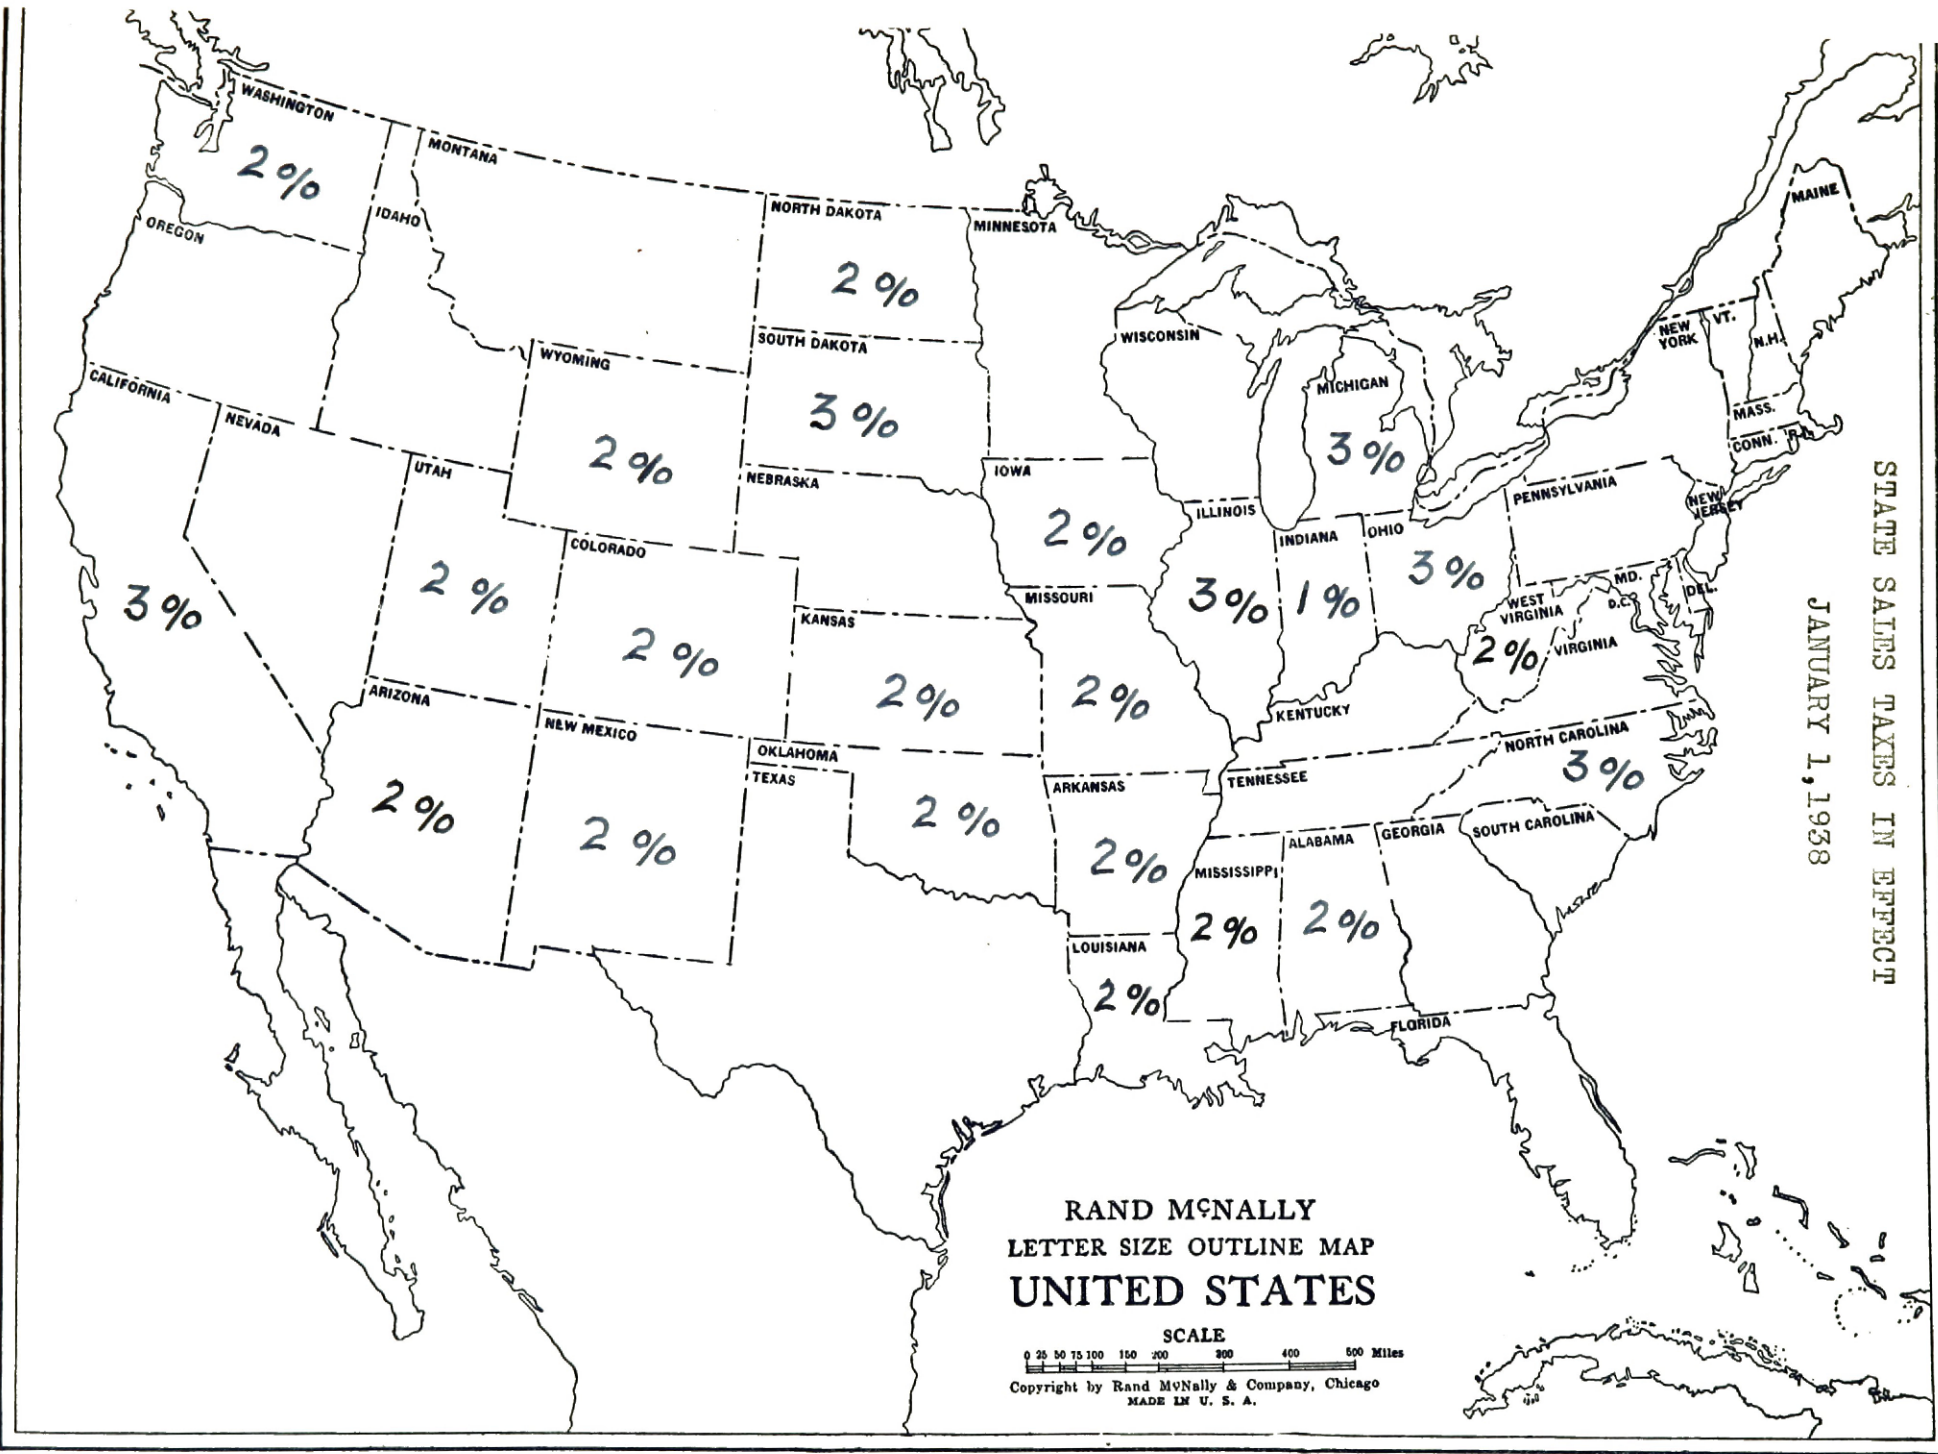 STATE SALES TAXES IN EFFECT
JANUARY 1,1938
WASHINGTON
2%
MONTANA
IDAHO
OREGON
NORTH DAKOTA
2%
MINNESOTA
MAINE
WISCONSIN
NEW
YORK
VT.
N.H.
SOUTH DAKOTA
3%
WYOMING
2%
MICHIGAN
3%
CALIFORNIA
3%
NEVADA
MASS.
CONN.
R.I.
UTAH
2%
IOWA
2%
NEBRASKA
PENNSYLVANIA
NEW
JERSEY
ILLINOIS
3%
INDIANA
1%
OHIO
3%
COLORADO
2%
MD.
DEL.
D.C.
WEST
VIRGINIA
2%
VIRGINIA
MISSOURI
2%
KANSAS
2%
ARIZONA
2%
NEW MEXICO
2%
KENTUCKY
NORTH CAROLINA
3%
OKLAHOMA
2%
TEXAS
TENNESSEE
ARKANSAS
2%
SOUTH CAROLINA
GEORGIA
ALABAMA
2%
MISSISSIPPI
2%
LOUISIANA
2%
FLORIDA
RAND McNALLY
LETTER SIZE OUTLINE MAP
UNITED STATES
SCALE
0 25 50 75 100 150 200 300 400 500 Miles
Copyright by Rand McNally & Company, Chicago
MADE IN U. S. A.